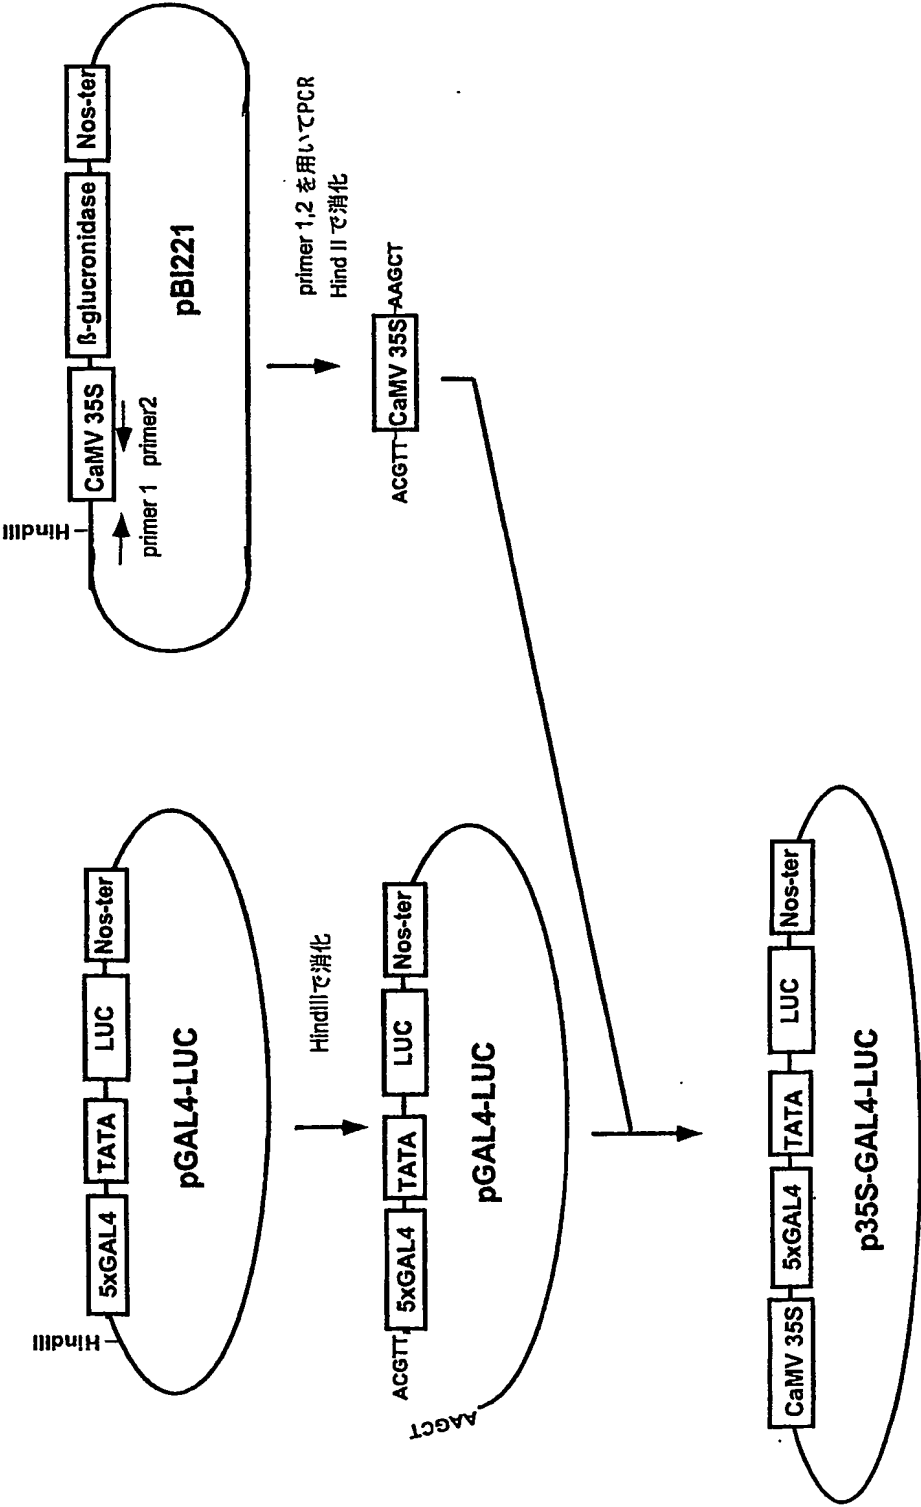 HindIII
5xGAL4
TATA
LUC
Nos-ter
pGAL4-LUC
HindIIIで消化
ACGTT
AAGCT
5xGAL4
TATA
LUC
Nos-ter
pGAL4-LUC
HindIII
CaMV 35S
ß-glucronidase
Nos-ter
primer 1
primer2
pBI221
primer 1,2 を用いてPCR
Hind II で消化
ACGTT
CaMV 35S
AAGCT
CaMV 35S
5xGAL4
TATA
LUC
Nos-ter
p35S-GAL4-LUC